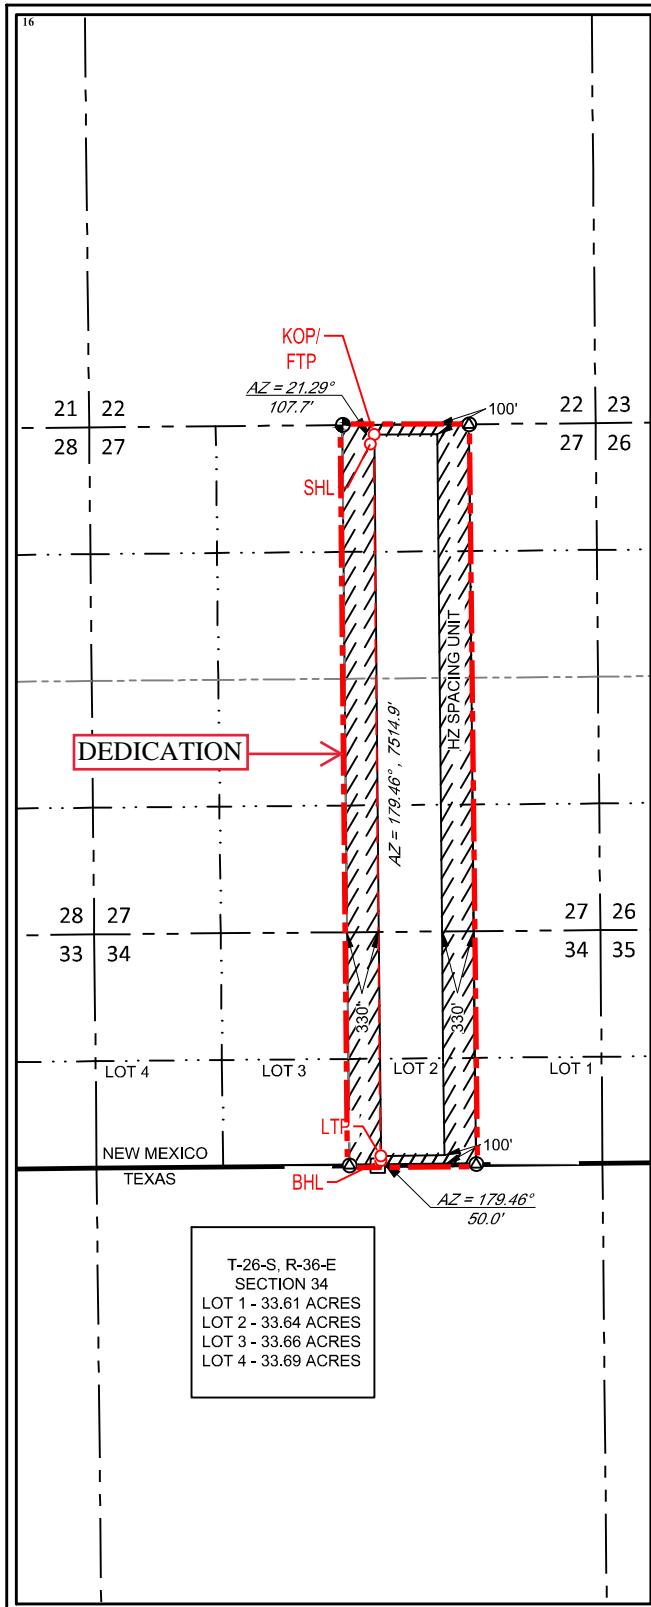 16
KOP/
FTP
AZ = 21.29°
107.7'
100'
21 22
22 23
28 27
27 26
SHL
HZ SPACING UNIT
DEDICATION
AZ = 179.46° , 7514.9'
28 27
27 26
33 34
34 35
330'
330'
LOT 4
LOT 3
LOT 2
LOT 1
LTP
100'
NEW MEXICO
TEXAS
BHL
AZ = 179.46°
50.0'
T-26-S, R-36-E
SECTION 34
LOT 1 - 33.61 ACRES
LOT 2 - 33.64 ACRES
LOT 3 - 33.66 ACRES
LOT 4 - 33.69 ACRES